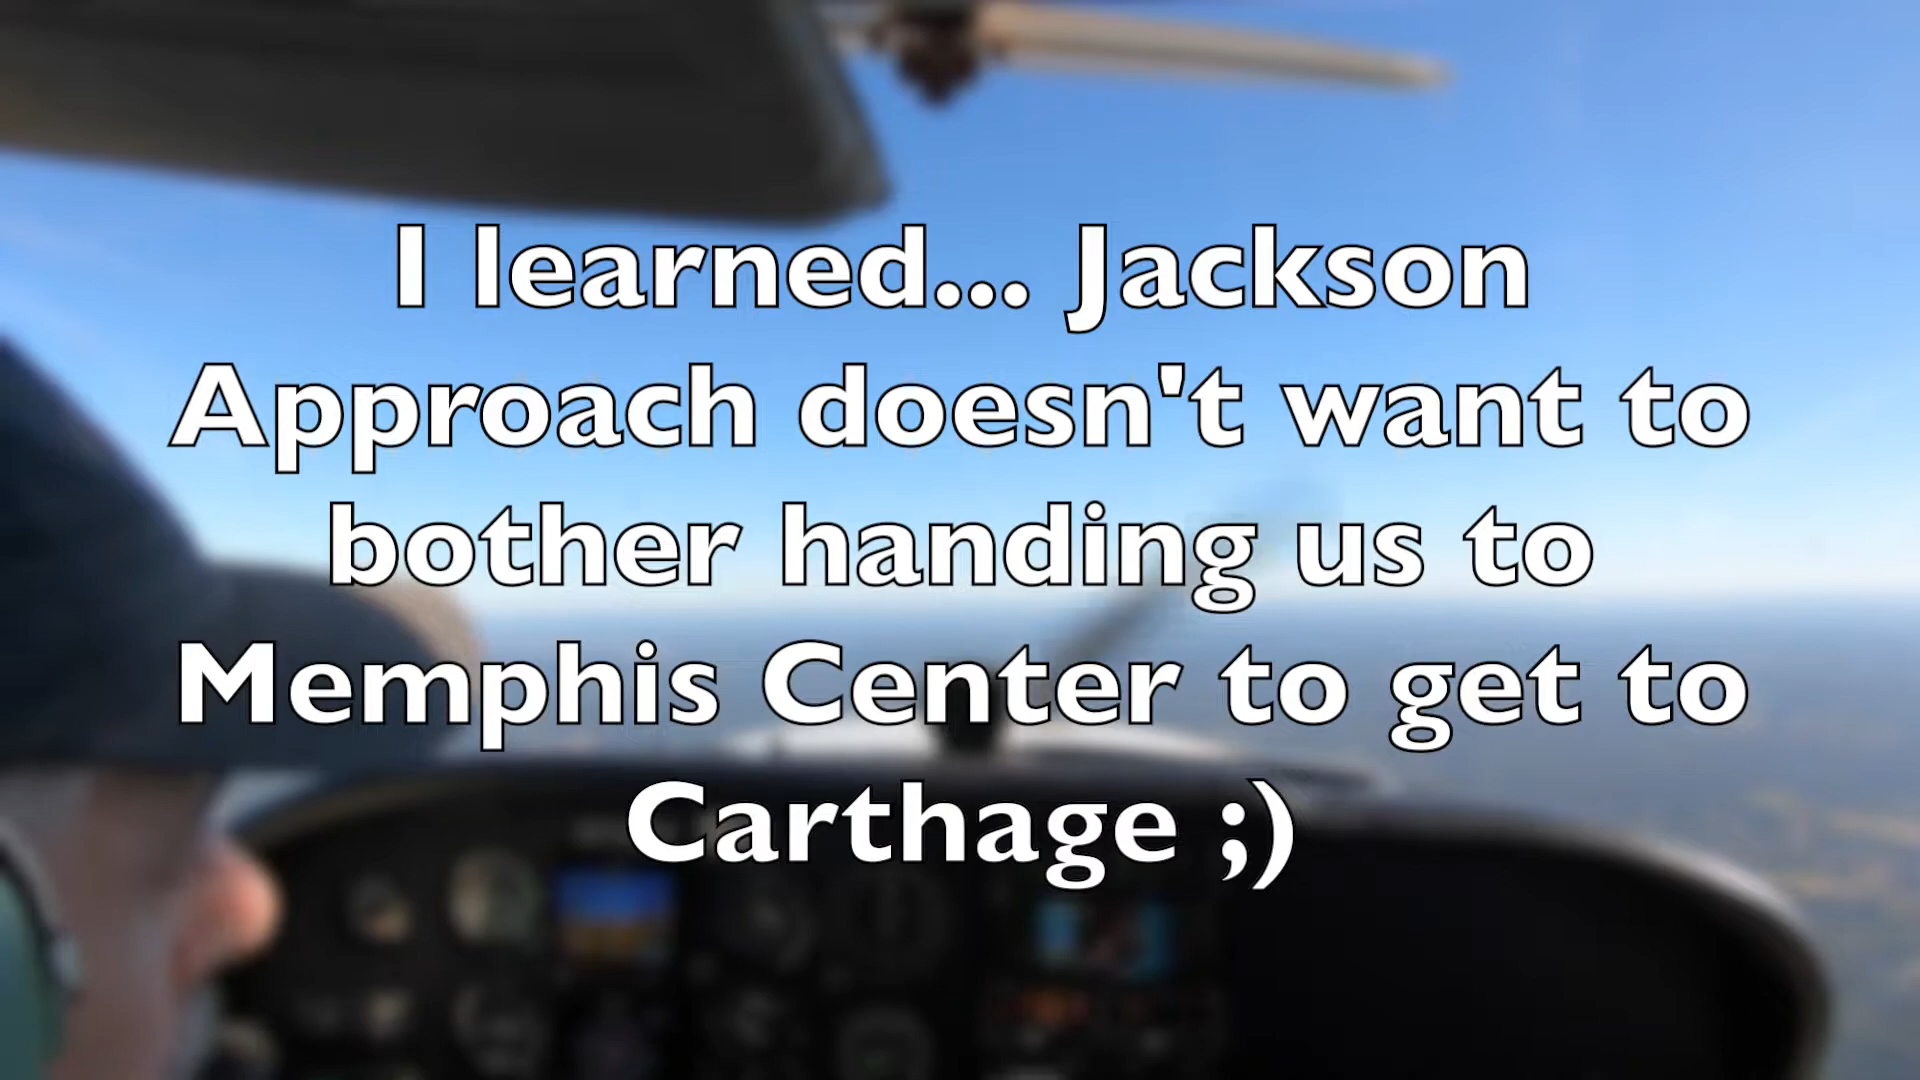 I learned... Jackson
Approach doesn't want to
bother handing us to
Memphis Center to get to
Carthage ;)